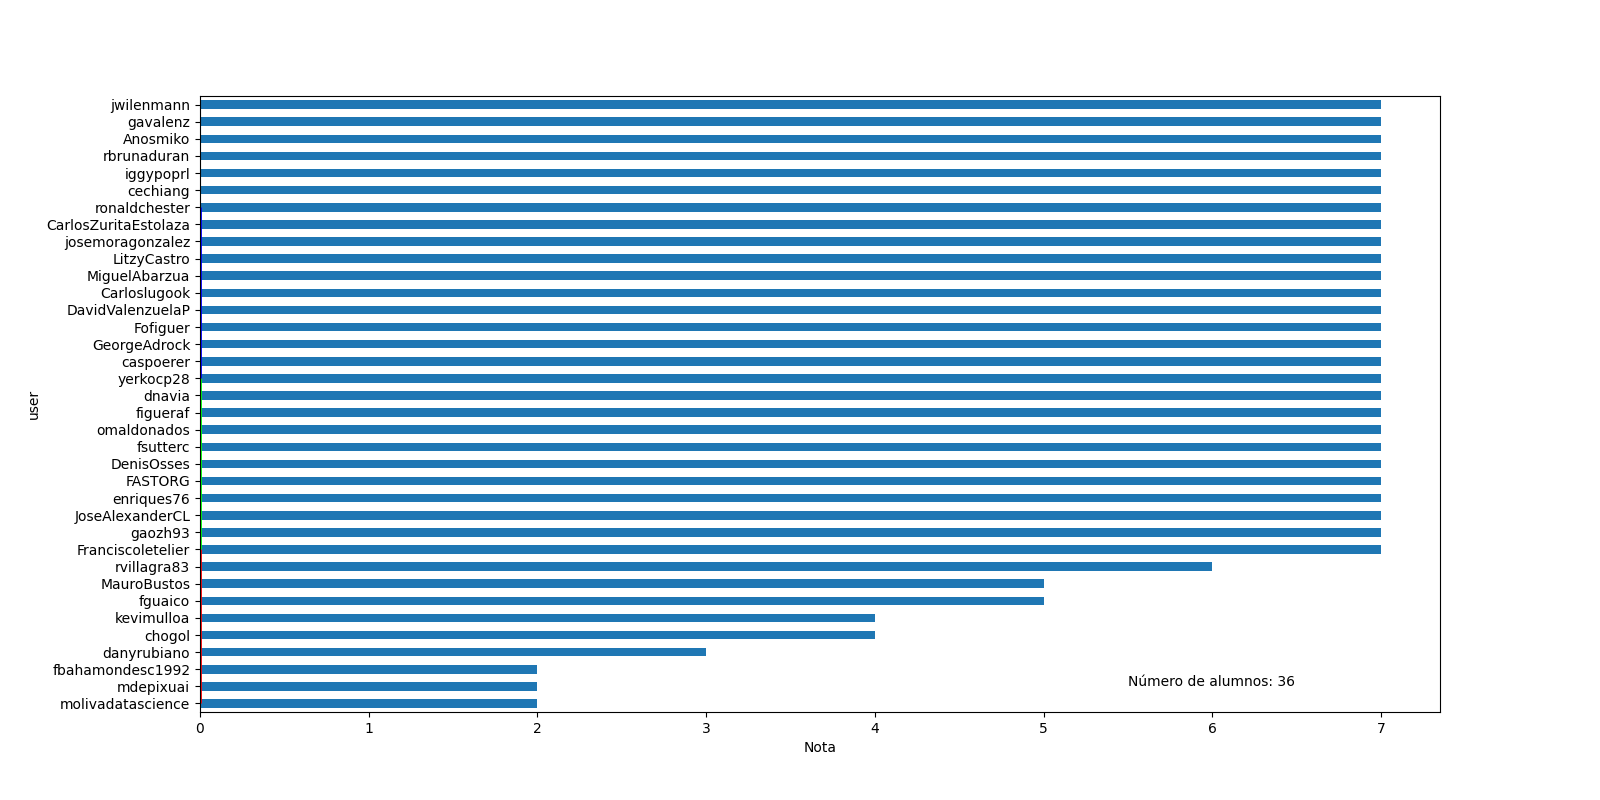 jwilenmann
gavalenz
Anosmiko
rbrunaduran
iggypoprl
cechiang
ronaldchester
CarlosZuritaEstolaza
josemoragonzalez
LitzyCastro
MiguelAbarzua
Carloslugook
DavidValenzuelaP
Fofiguer
GeorgeAdrock
caspoerer
yerkocp28
dnavia
figueraf
omaldonados
fsutterc
DenisOsses
FASTORG
enriques76
JoseAlexanderCL
gaozh93
Franciscoletelier
rvillagra83
MauroBustos
fguaico
kevimulloa
chogol
danyrubiano
fbahamondesc1992
mdepixuai
molivadatascience
user
Número de alumnos: 36
0 1 2 3 4 5 6 7
Nota